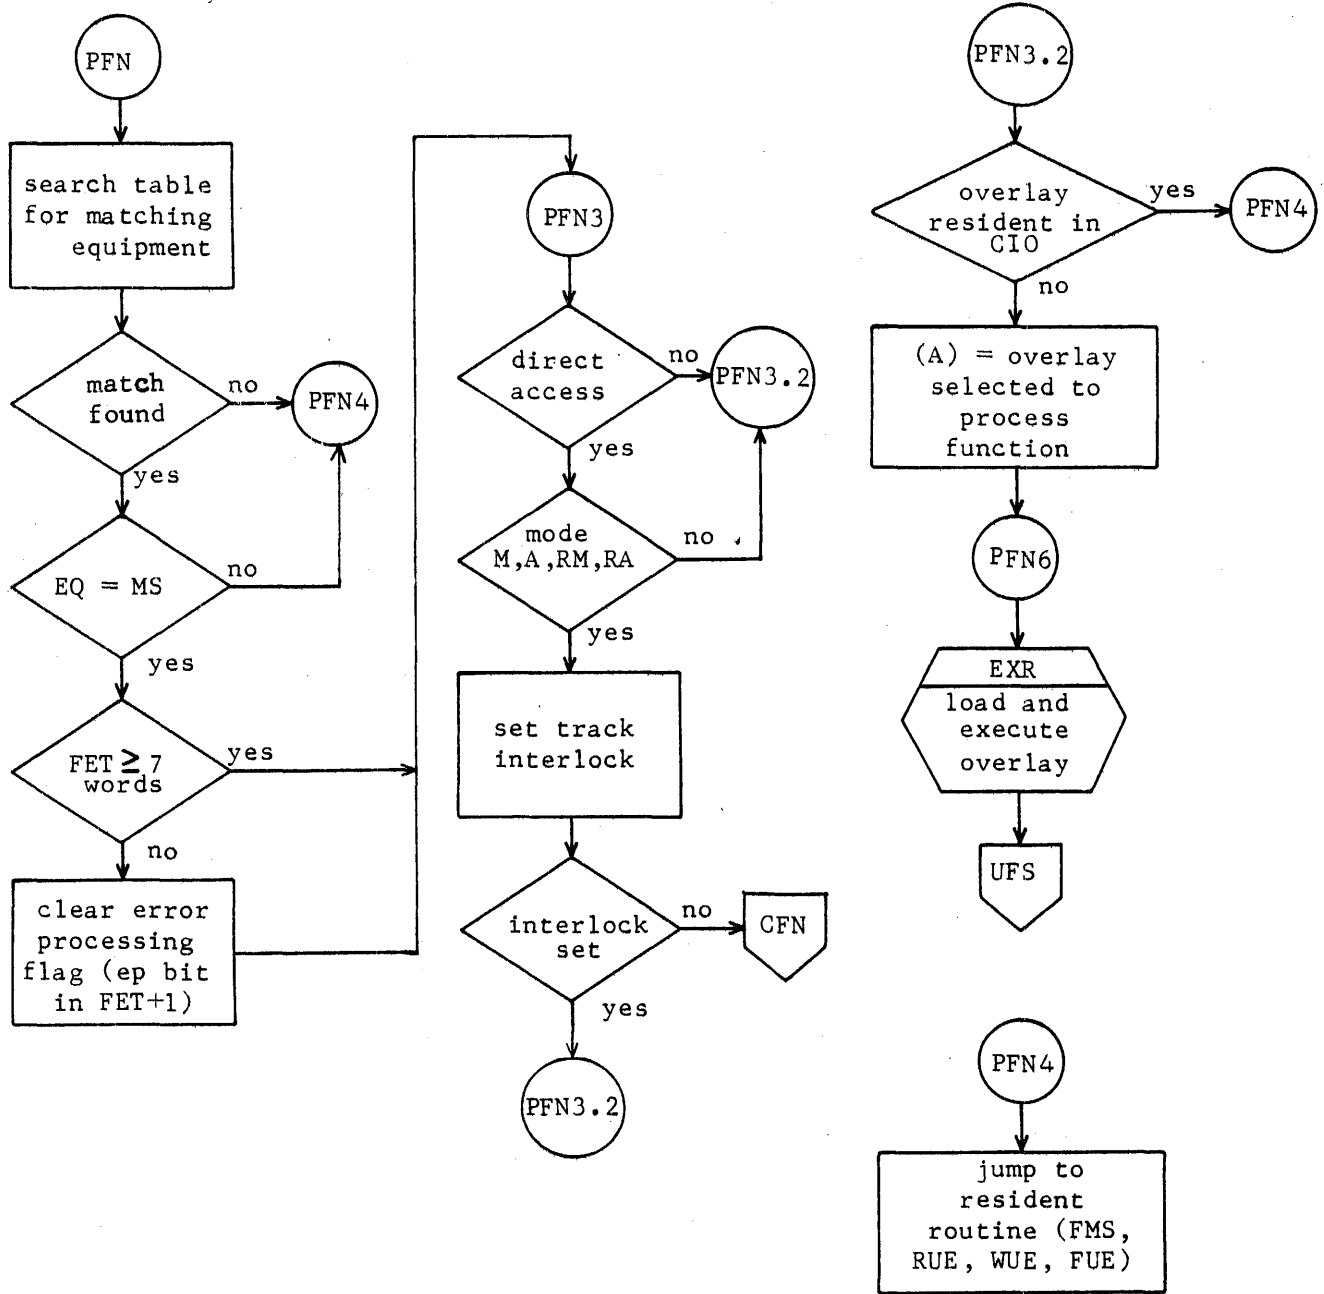 PFN
search table
for matching
equipment
match
found
no
PFN4
yes
EQ = MS
no
yes
FET ≥ 7
words
yes
no
clear error
processing
flag (ep bit
in FET+1)
PFN3
direct
access
no
PFN3.2
yes
mode
M,A,RM,RA
no
yes
set track
interlock
interlock
set
no
CFN
yes
PFN3.2
PFN3.2
overlay
resident in
CIO
yes
PFN4
no
(A) = overlay
selected to
process
function
PFN6
EXR
load and
execute
overlay
UFS
PFN4
jump to
resident
routine (FMS,
RUE, WUE, FUE)